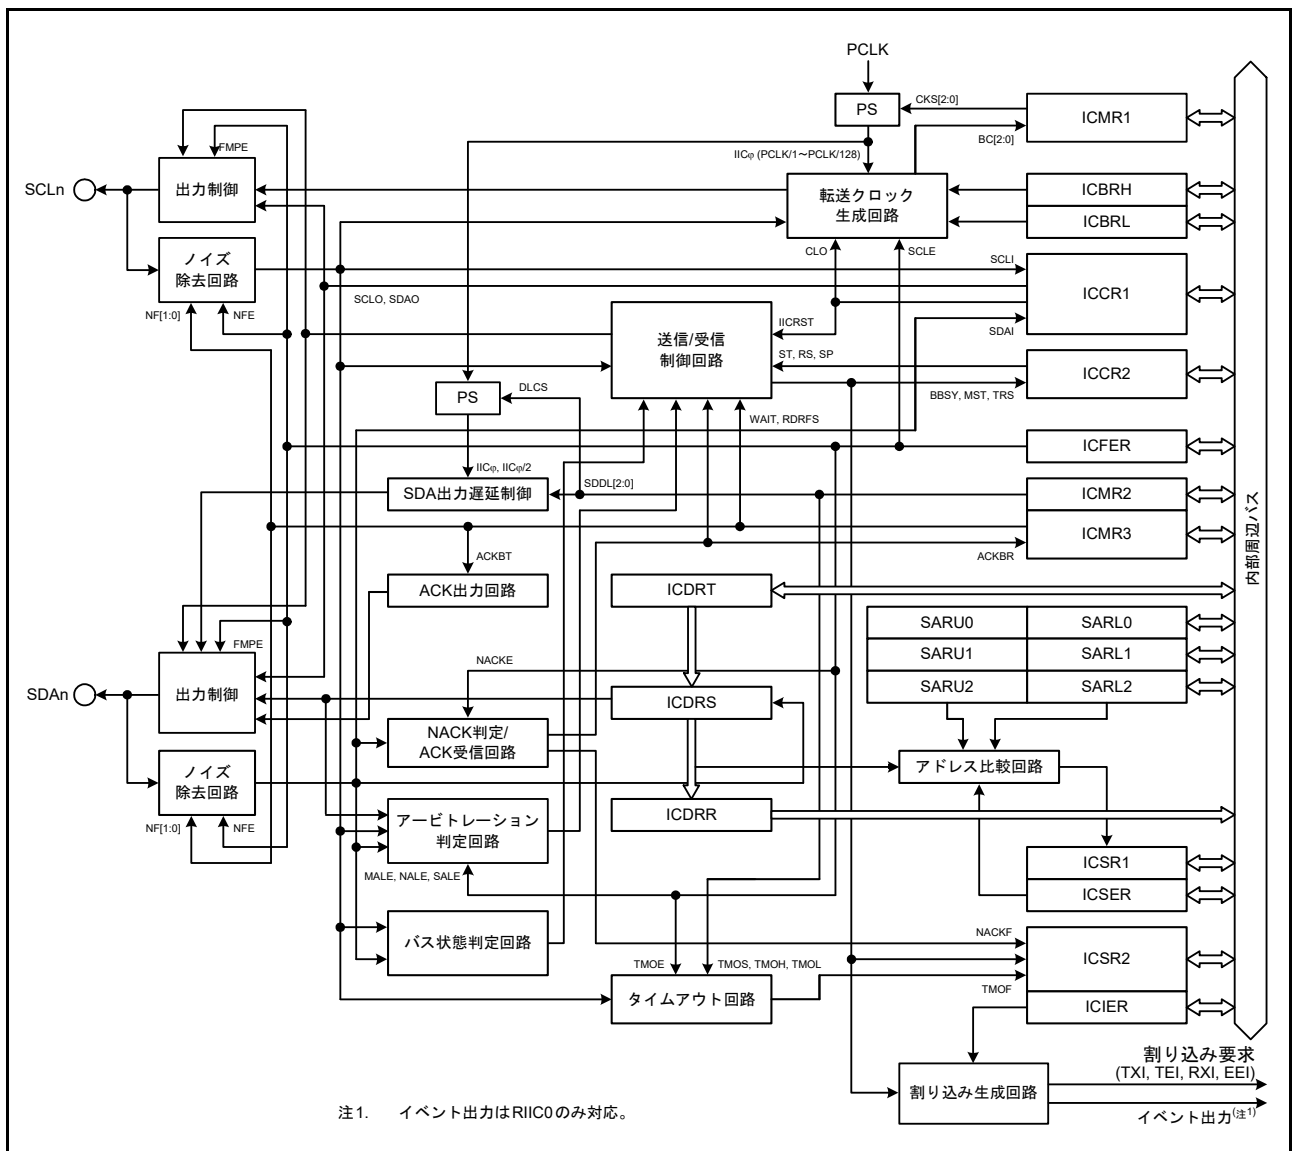 PCLK
PS
CKS[2:0]
ICMR1
BC[2:0]
IICφ (PCLK/1～PCLK/128)
FMPE
SCLn
出力制御
転送クロック
生成回路
ICBRH
ICBRL
ノイズ
除去回路
CLO
SCLE
SCLI
ICCR1
SCLO, SDAO
NF[1:0]
NFE
IICRST
SDAI
送信/受信
制御回路
ST, RS, SP
ICCR2
BBSY, MST, TRS
PS
DLCS
WAIT, RDRFS
ICFER
IICφ, IICφ/2
SDDL[2:0]
SDA出力遅延制御
ICMR2
ICMR3
ACKBT
ACKBR
内部周辺バス
ACK出力回路
ICDRT
SARU0
SARL0
SARU1
SARL1
SARU2
SARL2
FMPE
NACKE
SDAn
出力制御
ICDRS
NACK判定/
ACK受信回路
アドレス比較回路
ノイズ
除去回路
NF[1:0]
NFE
ICDRR
アービトレーション
判定回路
MALE, NALE, SALE
ICSR1
ICSER
バス状態判定回路
NACKF
ICSR2
TMOE
TMOS, TMOH, TMOL
TMOF
タイムアウト回路
ICIER
割り込み要求
(TXI, TEI, RXI, EEI)
割り込み生成回路
イベント出力(注1)
注1. イベント出力はRIIC0のみ対応。